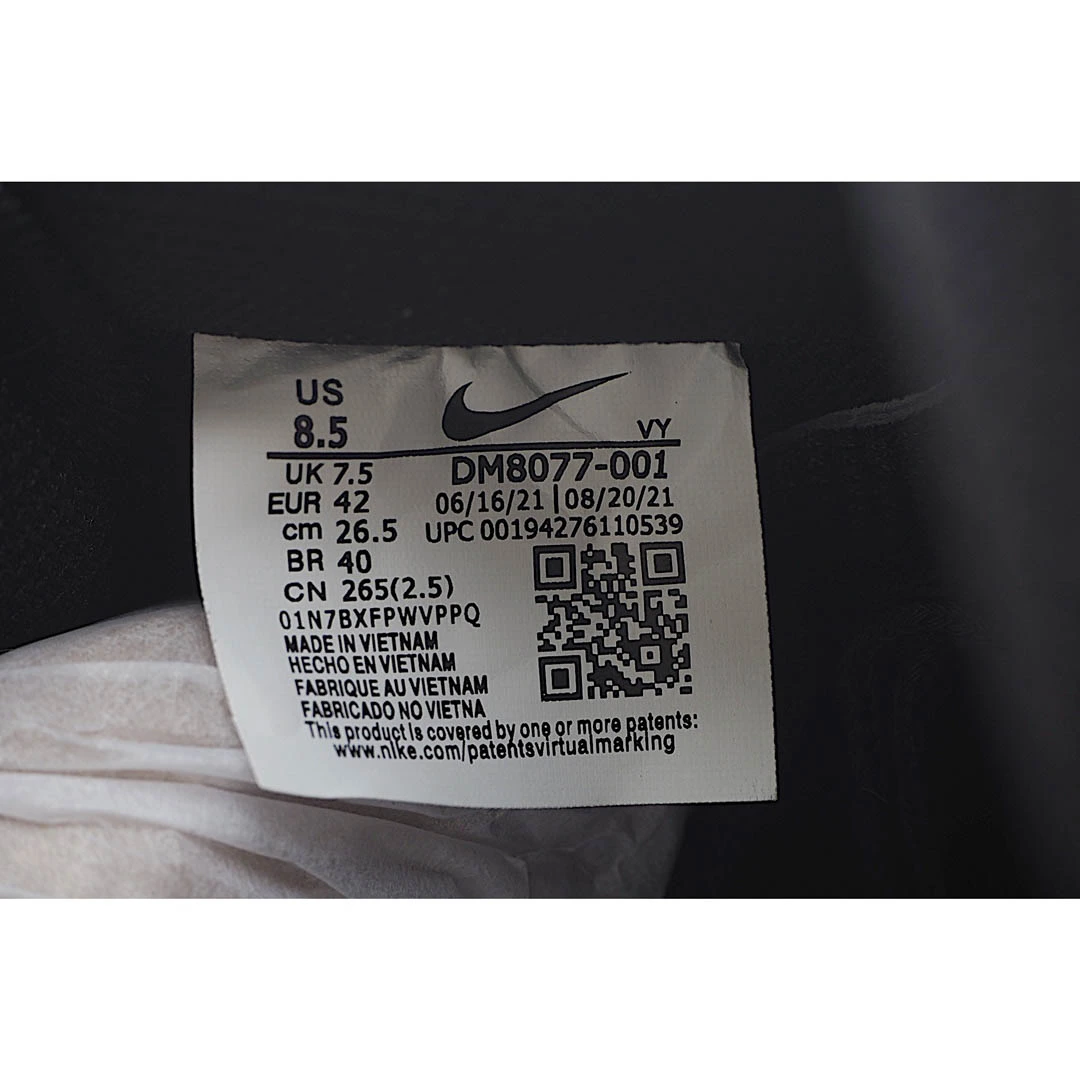 US
8.5
VY
UK 7.5
DM8077-001
EUR 42
06/16/21 | 08/20/21
cm 26.5
UPC 00194276110539
BR 40
CN 265(2.5)
01N7BXFPWVPPQ
MADE IN VIETNAM
HECHO EN VIETNAM
FABRIQUE AU VIETNAM
FABRICADO NO VIETNA
This product is covered by one or more patents:
www.nike.com/patentsvirtualmarking